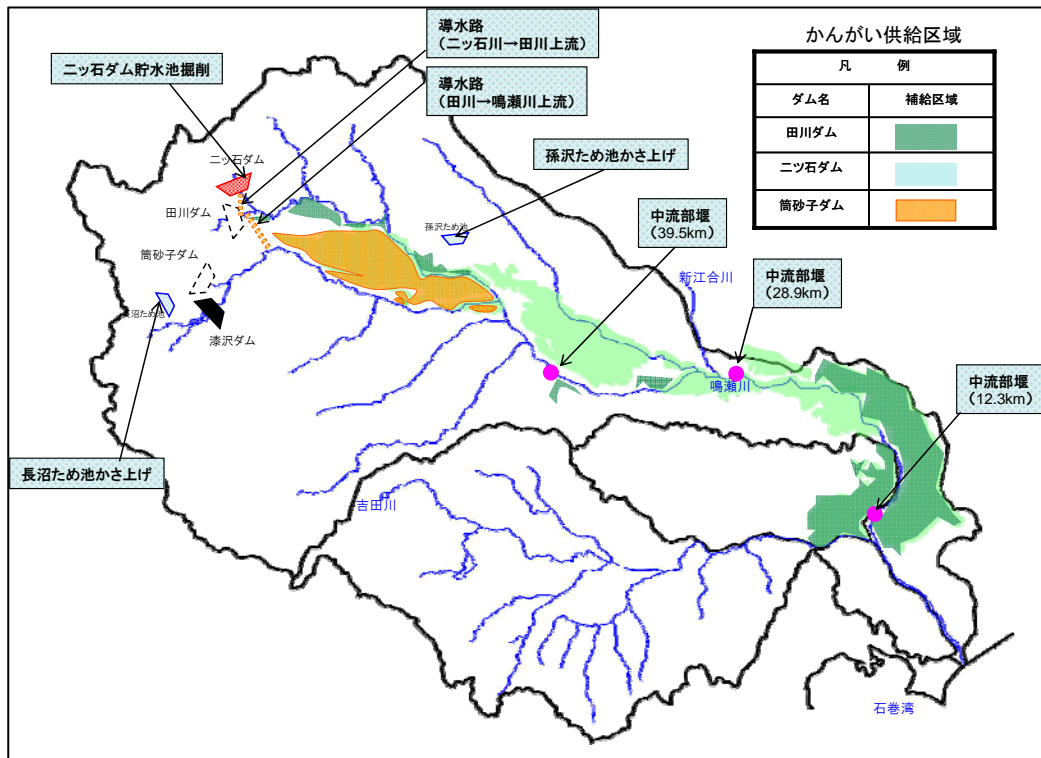 導水路
(二ッ石川→田川上流)
導水路
(田川→鳴瀬川上流)
二ッ石ダム貯水池掘削
孫沢ため池かさ上げ
中流部堰
(39.5km)
中流部堰
(28.9km)
中流部堰
(12.3km)
長沼ため池かさ上げ
かんがい供給区域
凡 例
ダム名 補給区域
田川ダム
二ツ石ダム
筒砂子ダム
二ッ石ダム
田川ダム
筒砂子ダム
長沼ため池
漆沢ダム
孫沢ため池
新江合川
鳴瀬川
吉田川
石巻湾